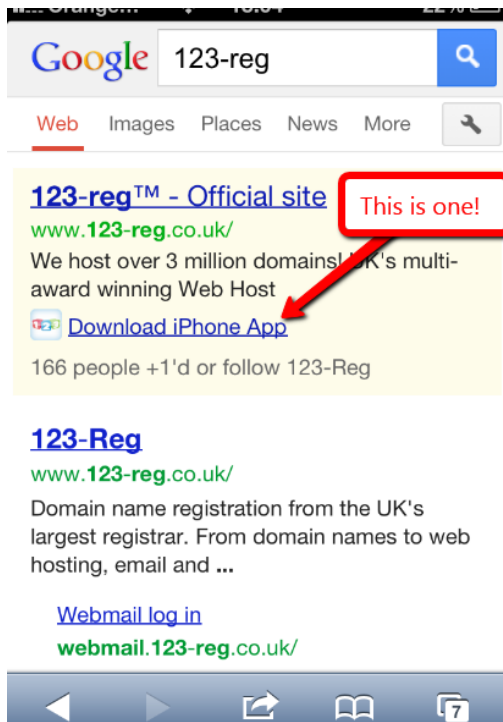 Google 123-reg
Web Images Places News More
123-reg™ - Official site
This is one!
www.123-reg.co.uk/
We host over 3 million domains! UK's multi-
award winning Web Host
Download iPhone App
166 people +1'd or follow 123-Reg
123-Reg
www.123-reg.co.uk/
Domain name registration from the UK's
largest registrar. From domain names to web
hosting, email and ...
Webmail log in
webmail.123-reg.co.uk/
7